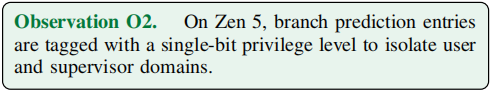 Observation O2. On Zen 5, branch prediction entries
are tagged with a single-bit privilege level to isolate user
and supervisor domains.